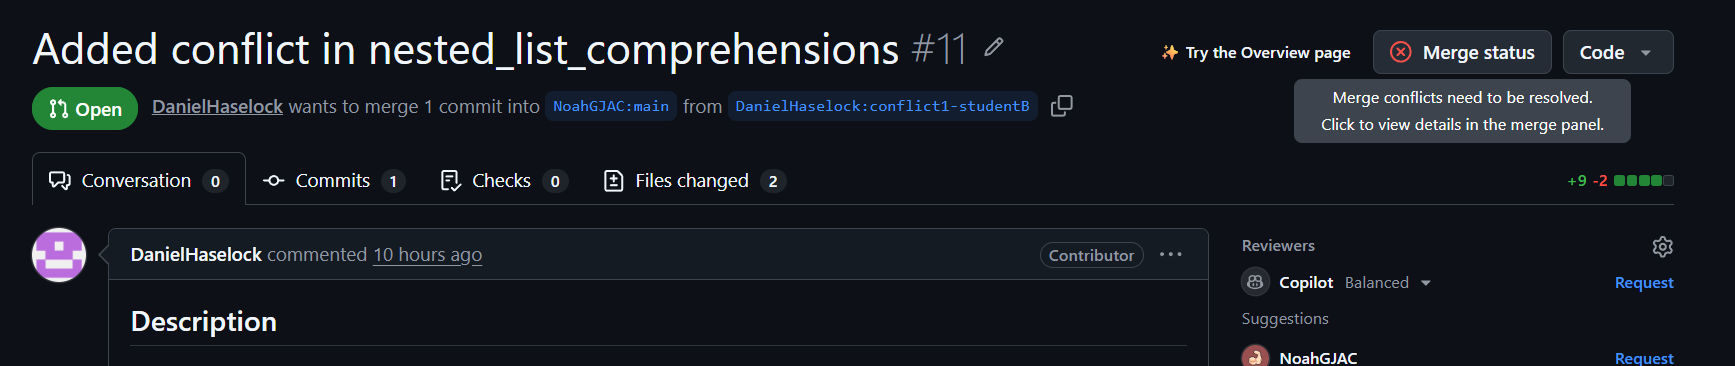 Added conflict in nested_list_comprehensions #11
Try the Overview page
Merge status
Code
Open
DanielHaselock wants to merge 1 commit into NoahGJAC:main from DanielHaselock:conflict1-studentB
Merge conflicts need to be resolved.
Click to view details in the merge panel.
Conversation 0
Commits 1
Checks 0
Files changed 2
+9 -2
DanielHaselock commented 10 hours ago
Contributor
Description
Reviewers
Copilot Balanced
Request
Suggestions
NoahGJAC
Request